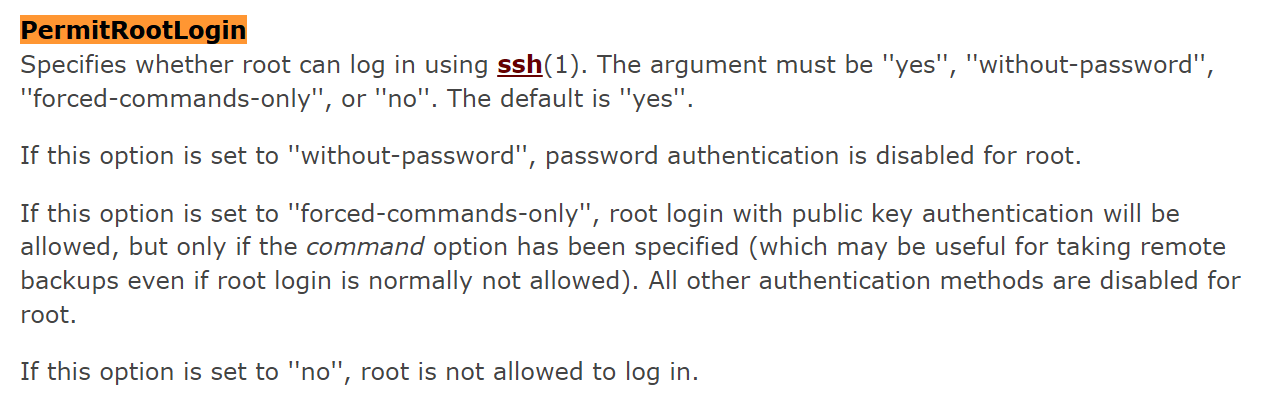 PermitRootLogin
Specifies whether root can log in using ssh(1). The argument must be ''yes'', ''without-password'',
''forced-commands-only'', or ''no''. The default is ''yes''.
If this option is set to ''without-password'', password authentication is disabled for root.
If this option is set to ''forced-commands-only'', root login with public key authentication will be
allowed, but only if the command option has been specified (which may be useful for taking remote
backups even if root login is normally not allowed). All other authentication methods are disabled for
root.
If this option is set to ''no'', root is not allowed to log in.